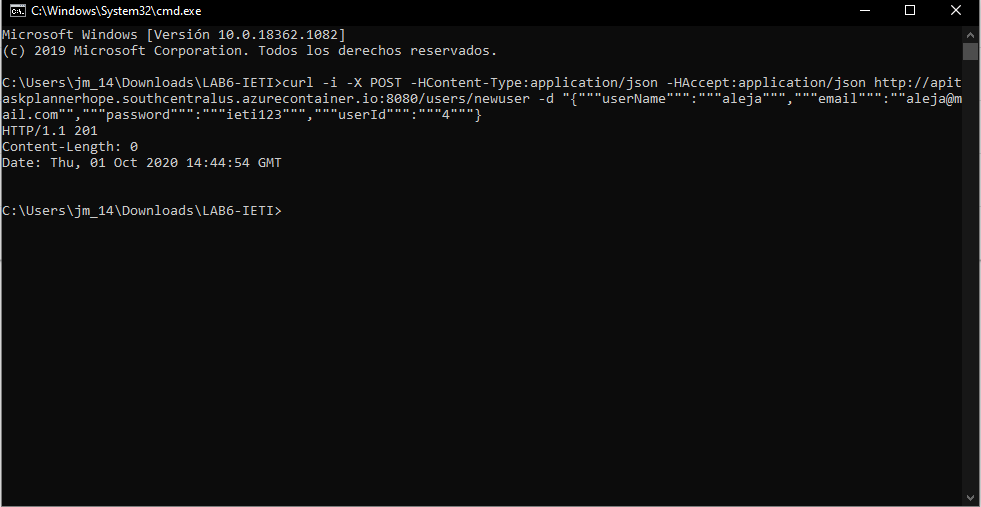 C:\Windows\System32\cmd.exe
Microsoft Windows [Versión 10.0.18362.1082]
(c) 2019 Microsoft Corporation. Todos los derechos reservados.
C:\Users\jm_14\Downloads\LAB6-IETI>curl -i -X POST -HContent-Type:application/json -HAccept:application/json http://apit
askplannerhope.southcentralus.azurecontainer.io:8080/users/newuser -d "{"""userName""":"""aleja""","""email""":""aleja@m
ail.com"","""password""":"""ieti123""","""userId""":"""4"""}
HTTP/1.1 201
Content-Length: 0
Date: Thu, 01 Oct 2020 14:44:54 GMT
C:\Users\jm_14\Downloads\LAB6-IETI>